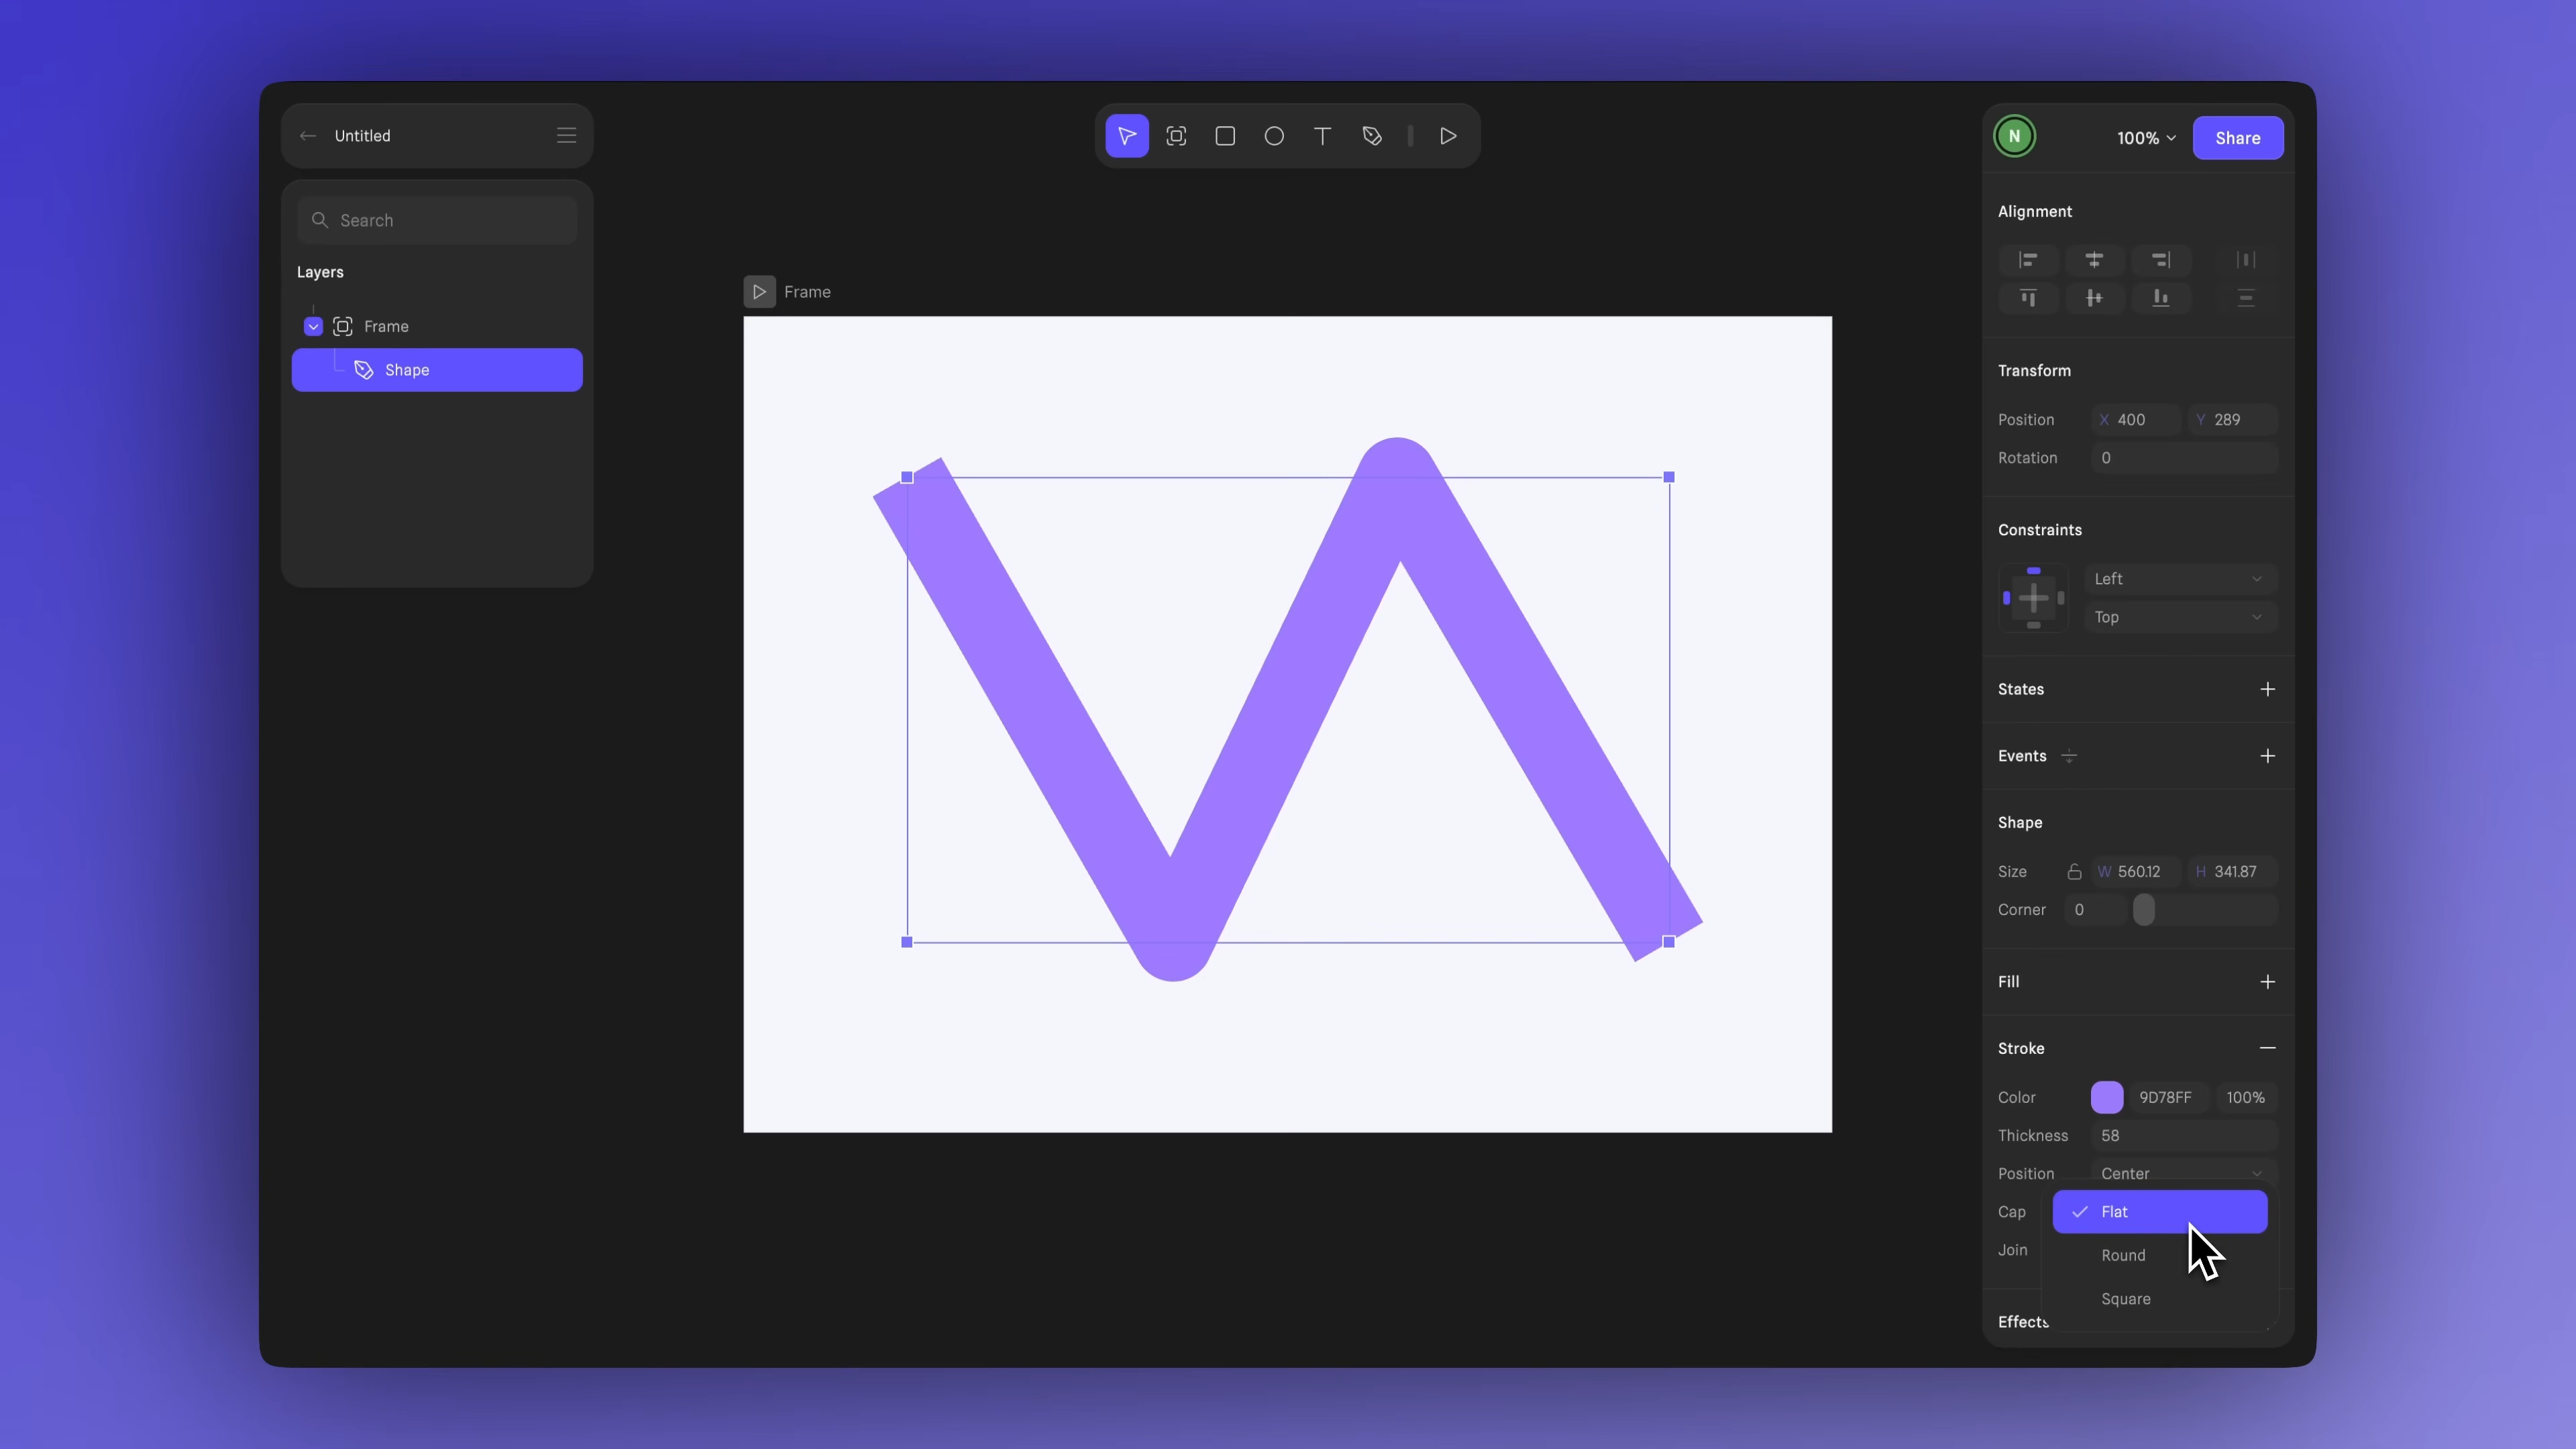 Untitled
N
100%
Share
Search
Layers
Frame
Shape
Frame
Alignment
Transform
Position X 400 Y 289
Rotation 0
Constraints
Left
Top
States
Events
Shape
Size W 560.12 H 341.87
Corner 0
Fill
Stroke
Color 9D78FF 100%
Thickness 58
Position Center
Cap Flat
Join Round
Square
Effects